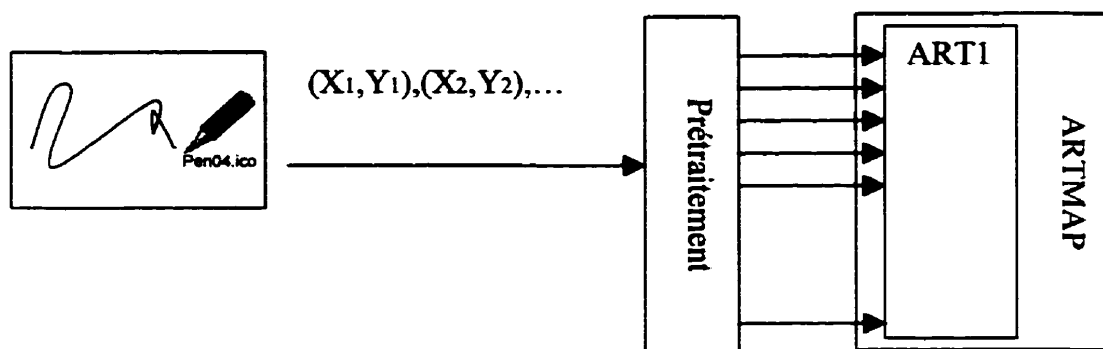 (X1,Y1),(X2,Y2),...
Pen04.ico
Prétraitement
ART1
ARTMAP